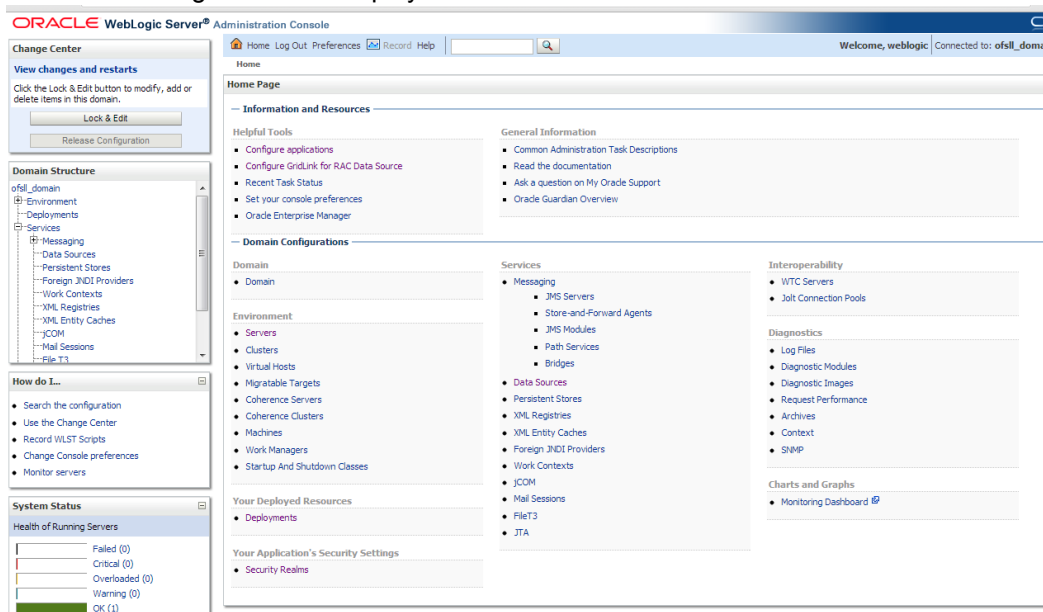 ORACLE WebLogic Server® Administration Console
Change Center
View changes and restarts
Click the Lock & Edit button to modify, add or
delete items in this domain.
Lock & Edit
Release Configuration
Domain Structure
ofsll_domain
Environment
Deployments
Services
Messaging
Data Sources
Persistent Stores
Foreign JNDI Providers
Work Contexts
XML Registries
XML Entity Caches
jCOM
Mail Sessions
File T3
How do I...
Search the configuration
Use the Change Center
Record WLST Scripts
Change Console preferences
Monitor servers
System Status
Health of Running Servers
Failed (0)
Critical (0)
Overloaded (0)
Warning (0)
OK (1)
Home Log Out Preferences Record Help
Welcome, weblogic Connected to: ofsll_doma
Home
Home Page
Information and Resources
Helpful Tools
Configure applications
Configure GridLink for RAC Data Source
Recent Task Status
Set your console preferences
Oracle Enterprise Manager
General Information
Common Administration Task Descriptions
Read the documentation
Ask a question on My Oracle Support
Oracle Guardian Overview
Domain Configurations
Domain
Domain
Environment
Servers
Clusters
Virtual Hosts
Migratable Targets
Coherence Servers
Coherence Clusters
Machines
Work Managers
Startup And Shutdown Classes
Your Deployed Resources
Deployments
Your Application's Security Settings
Security Realms
Services
Messaging
JMS Servers
Store-and-Forward Agents
JMS Modules
Path Services
Bridges
Data Sources
Persistent Stores
XML Registries
XML Entity Caches
Foreign JNDI Providers
Work Contexts
jCOM
Mail Sessions
FileT3
JTA
Interoperability
WTC Servers
Jolt Connection Pools
Diagnostics
Log Files
Diagnostic Modules
Diagnostic Images
Request Performance
Archives
Context
SNMP
Charts and Graphs
Monitoring Dashboard